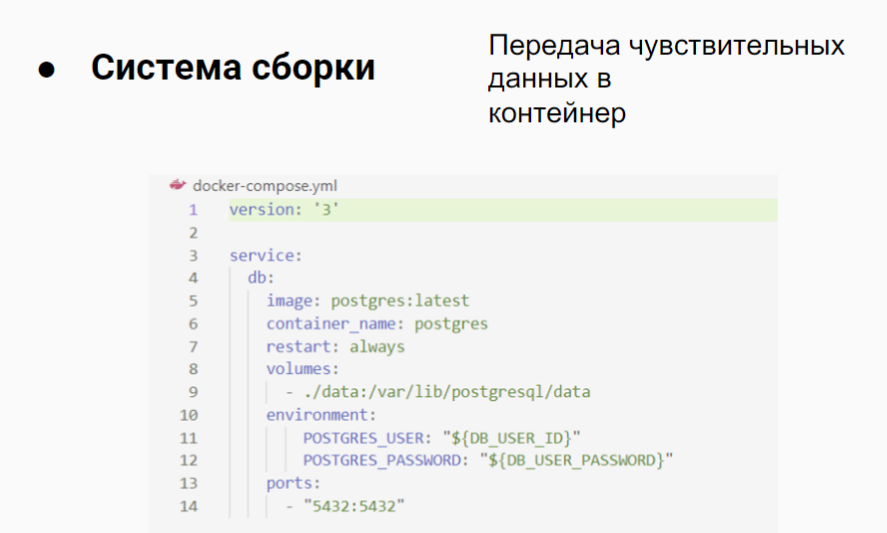 ● Система сборки
Передача чувствительных
данных в
контейнер
docker-compose.yml
1 version: '3'
2
3 service:
4 db:
5 image: postgres:latest
6 container_name: postgres
7 restart: always
8 volumes:
9 - ./data:/var/lib/postgresql/data
10 environment:
11 POSTGRES_USER: "${DB_USER_ID}"
12 POSTGRES_PASSWORD: "${DB_USER_PASSWORD}"
13 ports:
14 - "5432:5432"